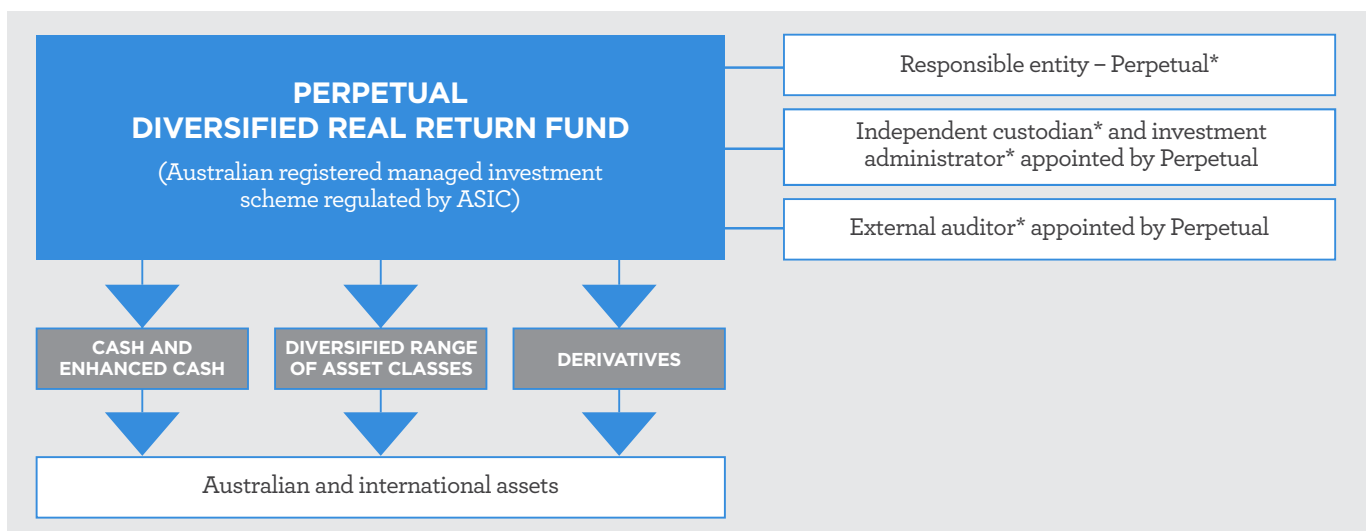 PERPETUAL
DIVERSIFIED REAL RETURN FUND
(Australian registered managed investment
scheme regulated by ASIC)
Responsible entity – Perpetual*
Independent custodian* and investment
administrator* appointed by Perpetual
External auditor* appointed by Perpetual
CASH AND
ENHANCED CASH
DIVERSIFIED RANGE
OF ASSET CLASSES
DERIVATIVES
Australian and international assets